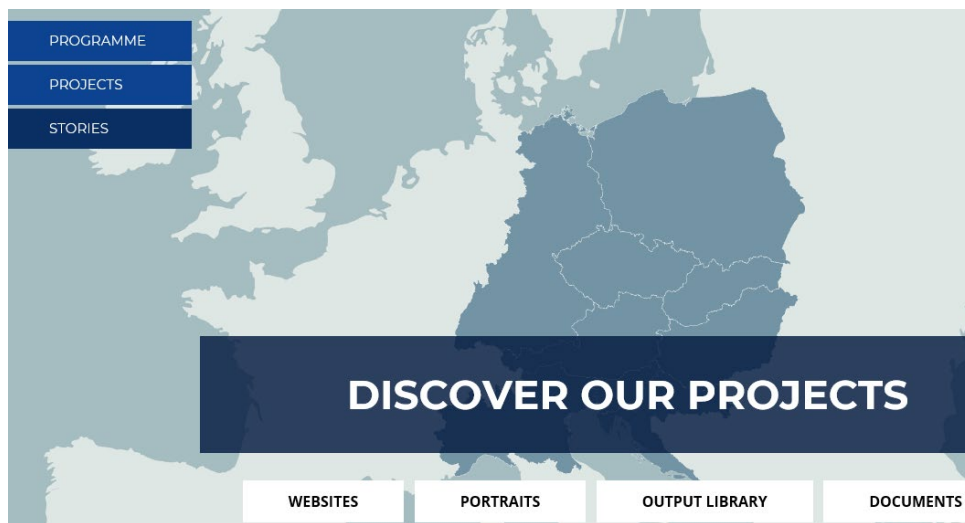 PROGRAMME
PROJECTS
STORIES
DISCOVER OUR PROJECTS
WEBSITES PORTRAITS OUTPUT LIBRARY DOCUMENTS